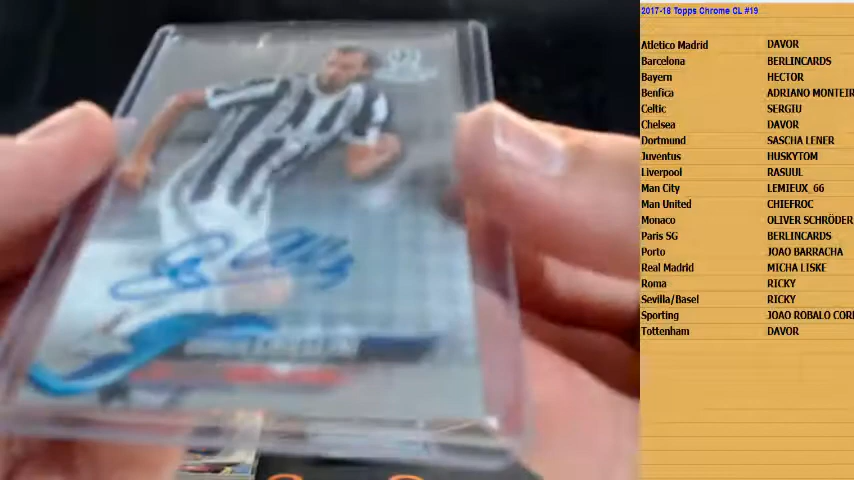 2017-18 Topps Chrome CL #19
Atletico Madrid DAVOR
Barcelona BERLINCARDS
Bayern HECTOR
Benfica ADRIANO MONTEIR
Celtic SERGIU
Chelsea DAVOR
Dortmund SASCHA LENER
Juventus HUSKYTOM
Liverpool RASUUL
Man City LEMIEUX_66
Man United CHIEFROC
Monaco OLIVER SCHRÖDER
Paris SG BERLINCARDS
Porto JOAO BARRACHA
Real Madrid MICHA LISKE
Roma RICKY
Sevilla/Basel RICKY
Sporting JOAO ROBALO CORI
Tottenham DAVOR